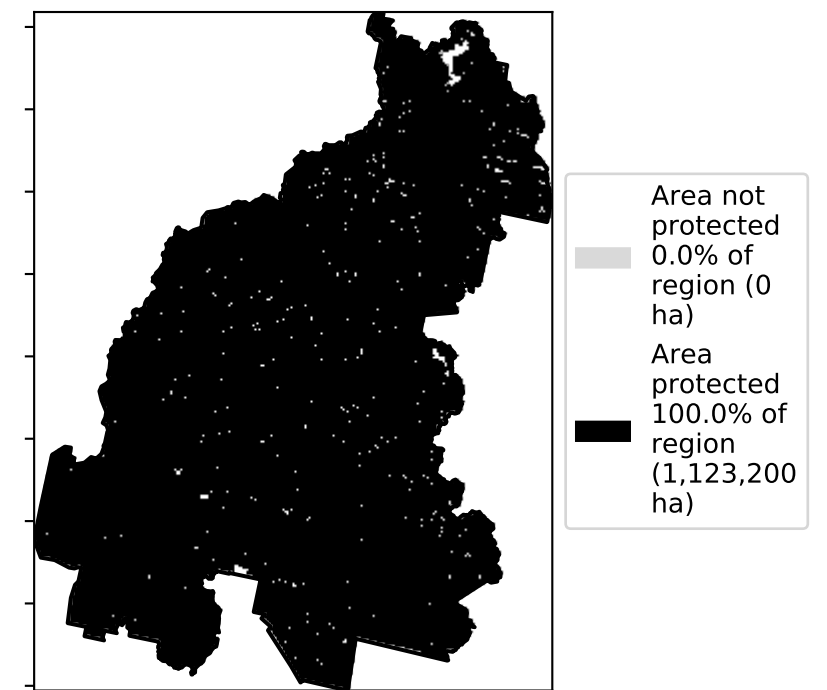 Area not
protected
0.0% of
region (0
ha)
Area
protected
100.0% of
region
(1,123,200
ha)